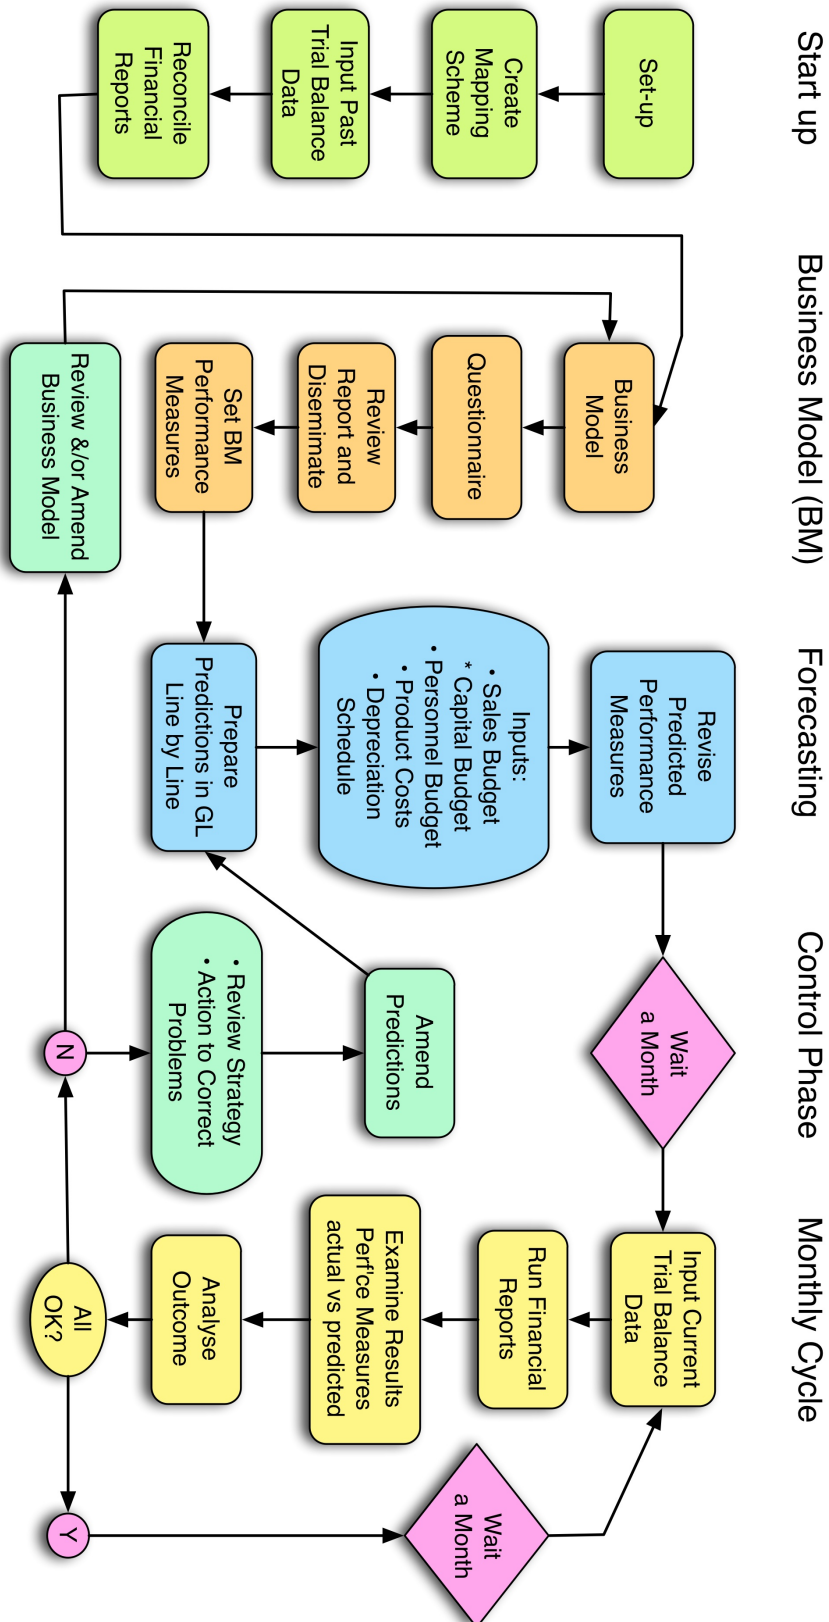 Start up
Business Model (BM)
Forecasting
Control Phase
Monthly Cycle
Set-up
Create
Mapping
Scheme
Input Past
Trial Balance
Data
Reconcile
Financial
Reports
Business
Model
Questionnaire
Review
Report and
Disemimate
Set BM
Performance
Measures
Review &/or Amend
Business Model
Revise
Predicted
Performance
Measures
Inputs:
• Sales Budget
* Capital Budget
• Personnel Budget
• Product Costs
• Depreciation
Schedule
Prepare
Predictions in GL
Line by Line
Wait
a Month
Amend
Predictions
• Review Strategy
• Action to Correct
Problems
N
Input Current
Trial Balance
Data
Run Financial
Reports
Examine Results
Perf'ce Measures
actual vs predicted
Analyse
Outcome
All
OK?
Wait
a Month
Y